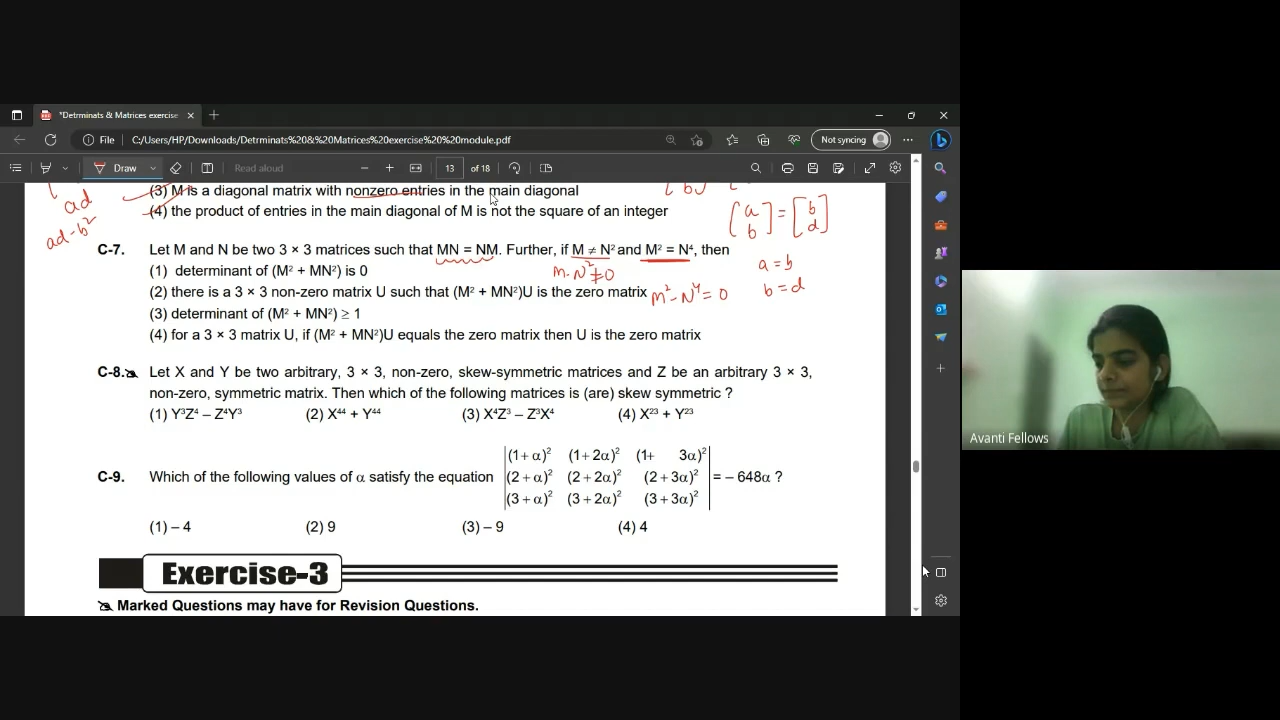 *Detrminats & Matrices exercise
File
C:/Users/HP/Downloads/Detrminats%20&%20Matrices%20exercise%20%20module.pdf
Not syncing
Draw
Read aloud
13 of 18
(3) M is a diagonal matrix with nonzero entries in the main diagonal
ad
(4) the product of entries in the main diagonal of M is not the square of an integer
ad-b²
[a b] = [b d]
C-7. Let M and N be two 3 × 3 matrices such that MN = NM. Further, if M ≠ N² and M² = N⁴, then
a = b
(1) determinant of (M² + MN²) is 0
M-N² ≠ 0
b = d
(2) there is a 3 × 3 non-zero matrix U such that (M² + MN²)U is the zero matrix
M² - N⁴ = 0
(3) determinant of (M² + MN²) ≥ 1
(4) for a 3 × 3 matrix U, if (M² + MN²)U equals the zero matrix then U is the zero matrix
C-8. Let X and Y be two arbitrary, 3 × 3, non-zero, skew-symmetric matrices and Z be an arbitrary 3 × 3,
non-zero, symmetric matrix. Then which of the following matrices is (are) skew symmetric ?
(1) Y³Z⁴ – Z⁴Y³ (2) X⁴⁴ + Y⁴⁴ (3) X⁴Z³ – Z³X⁴ (4) X²³ + Y²³
(1+ α)² (1+ 2α)² (1+ 3α)²
C-9. Which of the following values of α satisfy the equation (2 + α)² (2 + 2α)² (2 + 3α)² = – 648α ?
(3 + α)² (3 + 2α)² (3 + 3α)²
(1) – 4 (2) 9 (3) – 9 (4) 4
Exercise-3
Marked Questions may have for Revision Questions.
Avanti Fellows